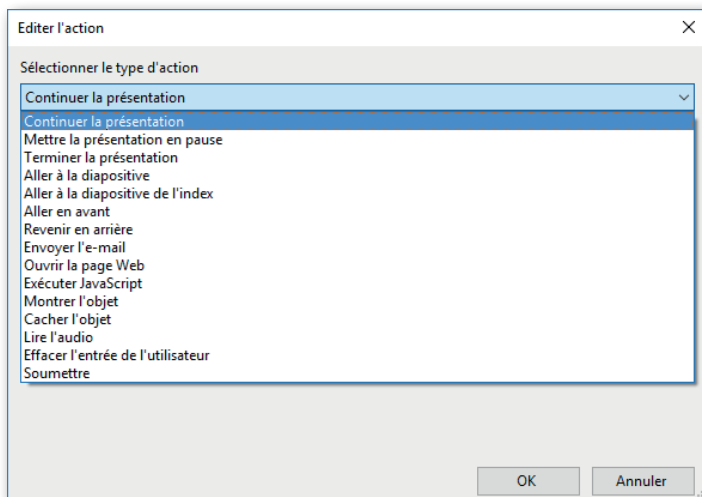 Editer l'action
Sélectionner le type d'action
Continuer la présentation
Continuer la présentation
Mettre la présentation en pause
Terminer la présentation
Aller à la diapositive
Aller à la diapositive de l'index
Aller en avant
Revenir en arrière
Envoyer l'e-mail
Ouvrir la page Web
Exécuter JavaScript
Montrer l'objet
Cacher l'objet
Lire l'audio
Effacer l'entrée de l'utilisateur
Soumettre
OK Annuler